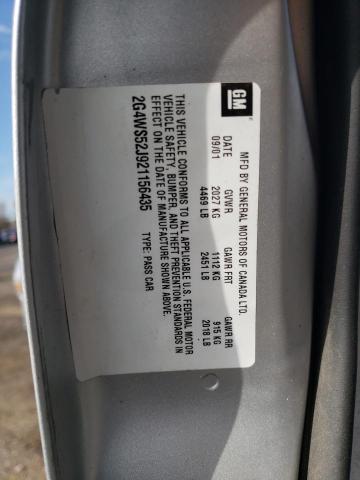 GM
MFD BY GENERAL MOTORS OF CANADA LTD.
DATE GVWR GAWR FRT GAWR RR
09/01 2027 KG 1112 KG 915 KG
4469 LB 2451 LB 2018 LB
THIS VEHICLE CONFORMS TO ALL APPLICABLE U.S. FEDERAL MOTOR
VEHICLE SAFETY, BUMPER, AND THEFT PREVENTION STANDARDS IN
EFFECT ON THE DATE OF MANUFACTURE SHOWN ABOVE.
2G4WS52J921156435 TYPE: PASS CAR